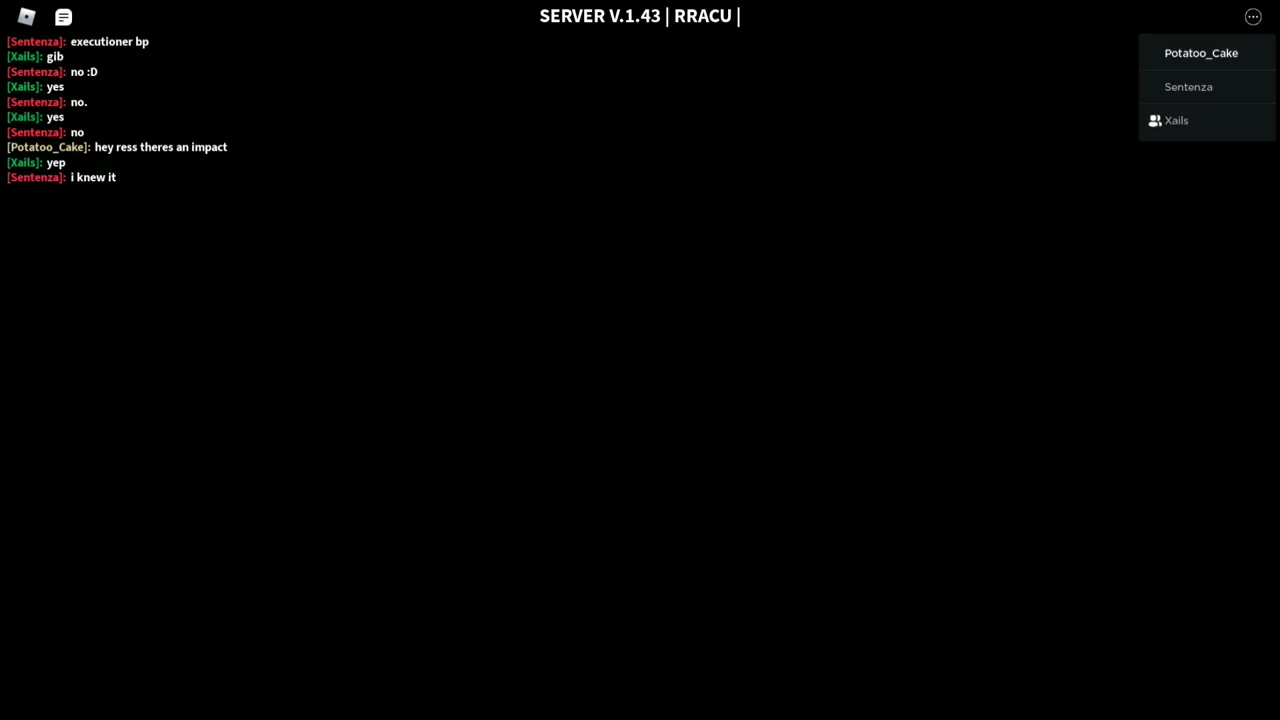 SERVER V.1.43 | RRACU |
[Sentenza]: executioner bp
[Xails]: gib
[Sentenza]: no :D
[Xails]: yes
[Sentenza]: no.
[Xails]: yes
[Sentenza]: no
[Potatoo_Cake]: hey ress theres an impact
[Xails]: yep
[Sentenza]: i knew it
Potatoo_Cake
Sentenza
Xails